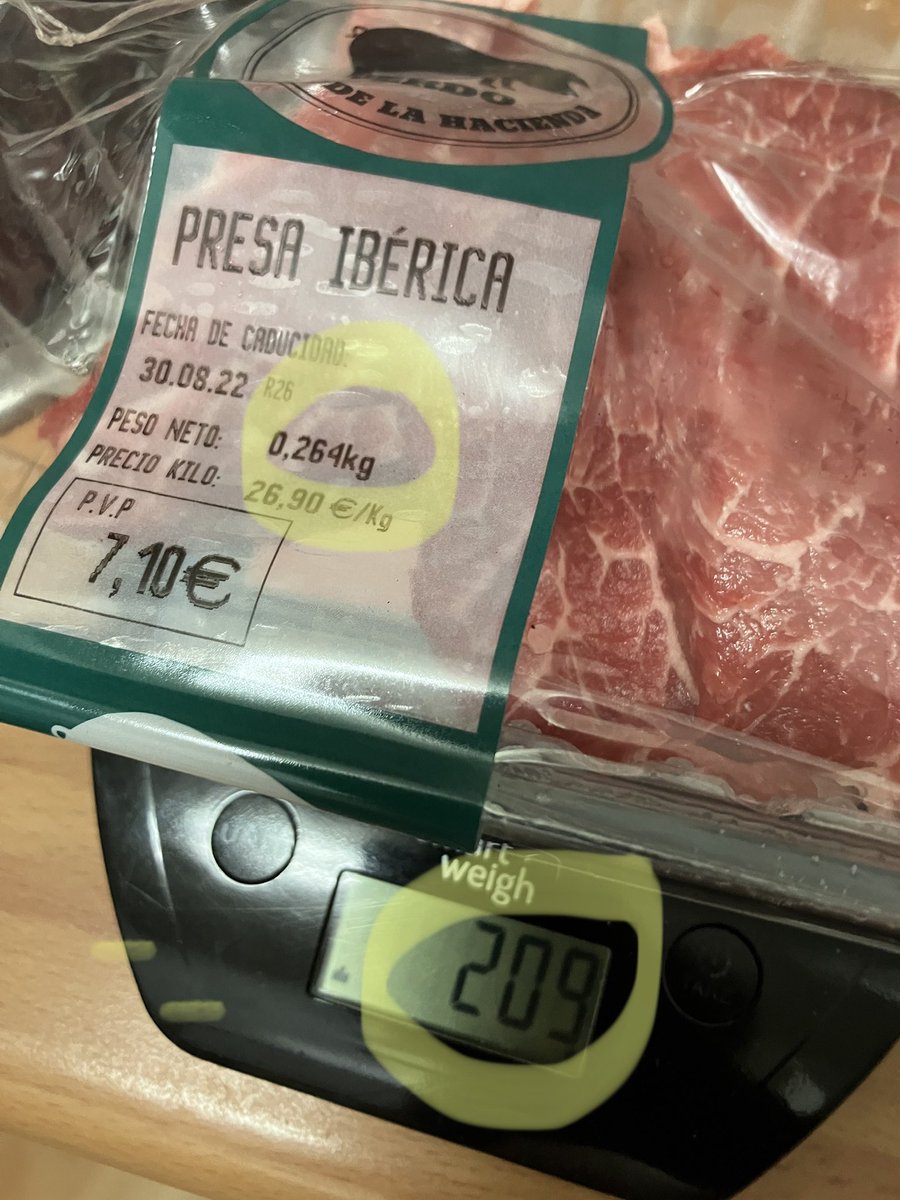 DE LA HACIENDA
PRESA IBÉRICA
FECHA DE CADUCIDAD:
30.08.22 R26
PESO NETO: 0,264kg
PRECIO KILO: 26,90 €/Kg
P.V.P
7,10€
weigh
209